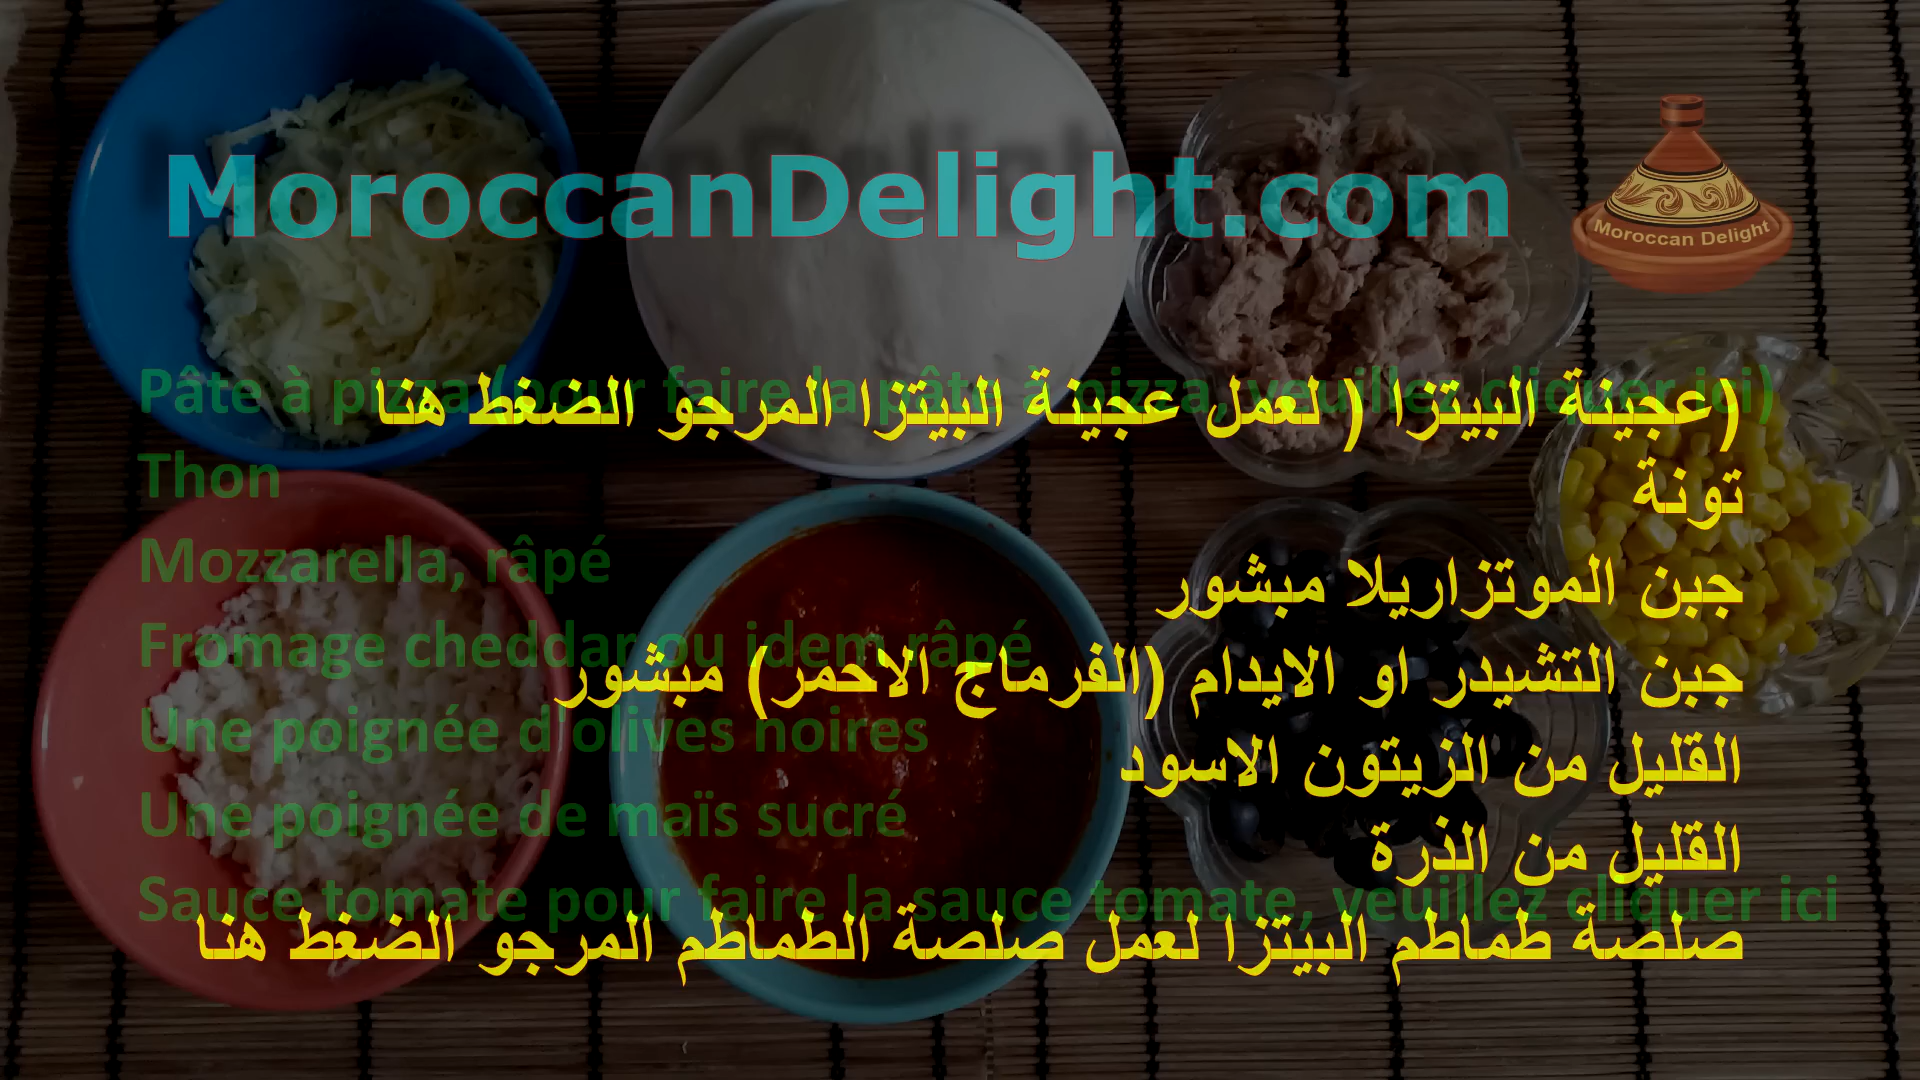 MoroccanDelight.com
Moroccan Delight
Pâte à pizza (pour faire la pâte à pizza, veuillez cliquer ici)
Thon
Mozzarella, râpé
Fromage cheddar ou idem râpé
Une poignée d'olives noires
Une poignée de maïs sucré
Sauce tomate pour faire la sauce tomate, veuillez cliquer ici
(عجينة البيتزا ( لعمل عجينة البيتزا المرجو الضغط هنا
تونة
جبن الموتزاريلا مبشور
جبن التشيدر او الايدام (الفرماج الاحمر) مبشور
القليل من الزيتون الاسود
القليل من الذرة
صلصة طماطم البيتزا لعمل صلصة الطماطم المرجو الضغط هنا